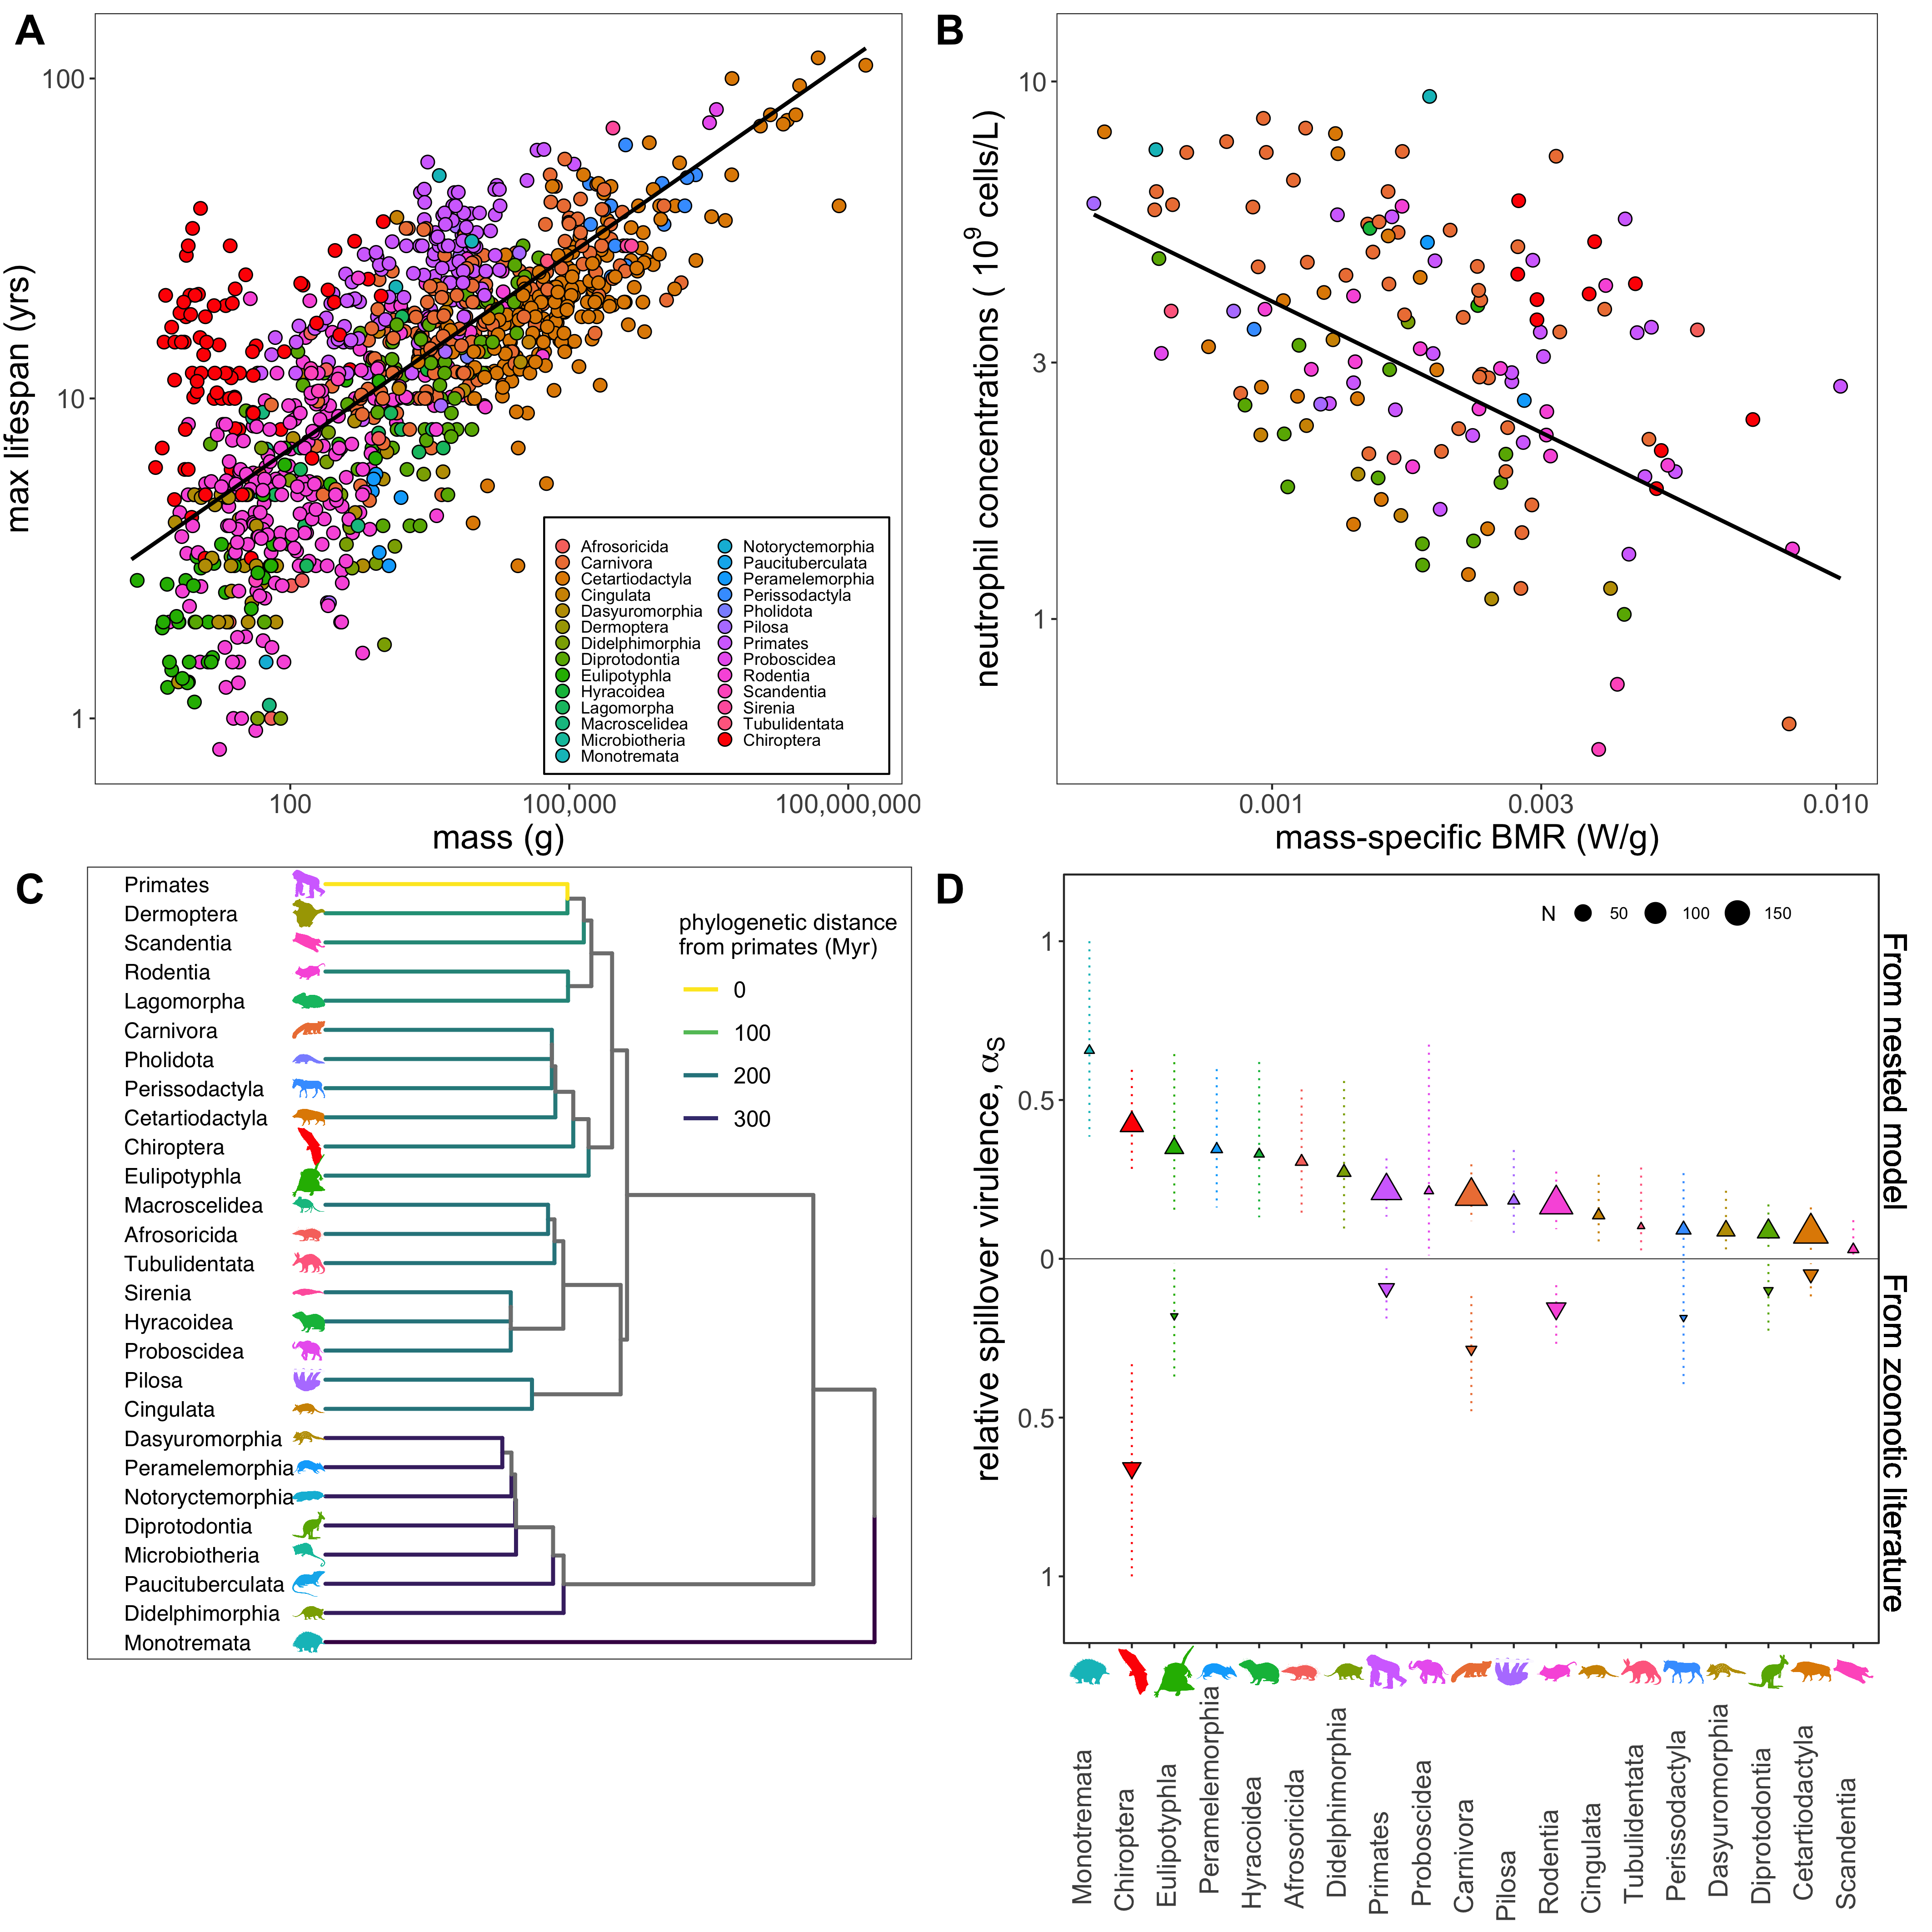 A
max lifespan (yrs)
100
10
1
100
100,000
100,000,000
mass (g)
Afrosoricida
Carnivora
Cetartiodactyla
Cingulata
Dasyuromorphia
Dermoptera
Didelphimorphia
Diprotodontia
Eulipotyphla
Hyracoidea
Lagomorpha
Macroscelidea
Microbiotheria
Monotremata
Notoryctemorphia
Paucituberculata
Peramelemorphia
Perissodactyla
Pholidota
Pilosa
Primates
Proboscidea
Rodentia
Scandentia
Sirenia
Tubulidentata
Chiroptera
B
neutrophil concentrations ( 10⁹ cells/L)
10
3
1
0.001
0.003
0.010
mass-specific BMR (W/g)
C
Primates
Dermoptera
Scandentia
Rodentia
Lagomorpha
Carnivora
Pholidota
Perissodactyla
Cetartiodactyla
Chiroptera
Eulipotyphla
Macroscelidea
Afrosoricida
Tubulidentata
Sirenia
Hyracoidea
Proboscidea
Pilosa
Cingulata
Dasyuromorphia
Peramelemorphia
Notoryctemorphia
Diprotodontia
Microbiotheria
Paucituberculata
Didelphimorphia
Monotremata
phylogenetic distance
from primates (Myr)
0
100
200
300
D
relative spillover virulence, αS
N 50 100 150
1
0.5
0
0.5
1
From nested model
From zoonotic literature
Monotremata
Chiroptera
Eulipotyphla
Peramelemorphia
Hyracoidea
Afrosoricida
Didelphimorphia
Primates
Proboscidea
Carnivora
Pilosa
Rodentia
Cingulata
Tubulidentata
Perissodactyla
Dasyuromorphia
Diprotodontia
Cetartiodactyla
Scandentia